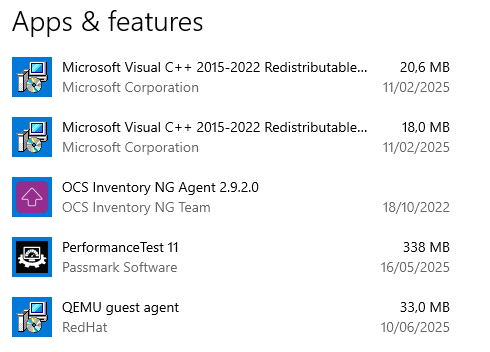 Apps & features
Microsoft Visual C++ 2015-2022 Redistributable... 20,6 MB
Microsoft Corporation 11/02/2025
Microsoft Visual C++ 2015-2022 Redistributable... 18,0 MB
Microsoft Corporation 11/02/2025
OCS Inventory NG Agent 2.9.2.0
OCS Inventory NG Team 18/10/2022
PerformanceTest 11 338 MB
Passmark Software 16/05/2025
QEMU guest agent 33,0 MB
RedHat 10/06/2025